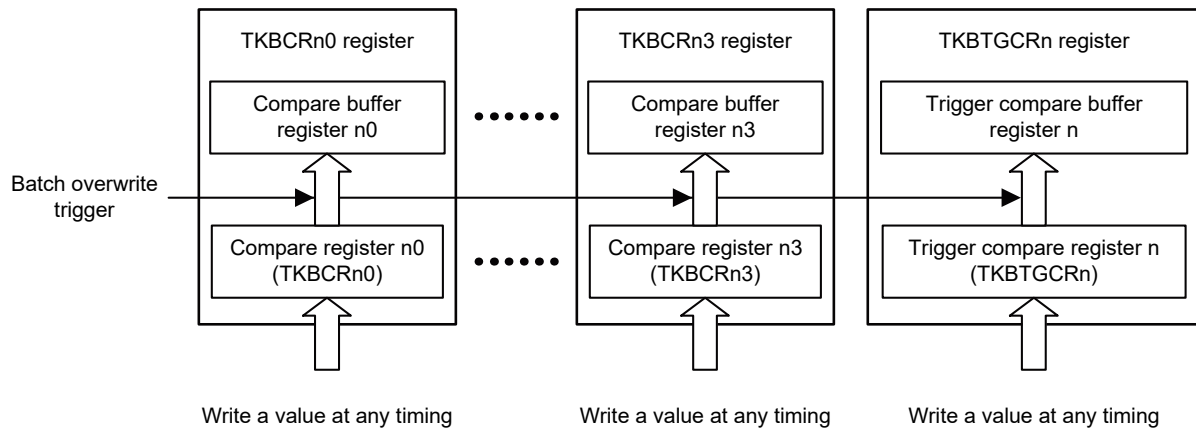 TKBCRn0 register
TKBCRn3 register
TKBTGCRn register
Compare buffer
register n0
Compare buffer
register n3
Trigger compare buffer
register n
Batch overwrite
trigger
Compare register n0
(TKBCRn0)
Compare register n3
(TKBCRn3)
Trigger compare register n
(TKBTGCRn)
Write a value at any timing
Write a value at any timing
Write a value at any timing